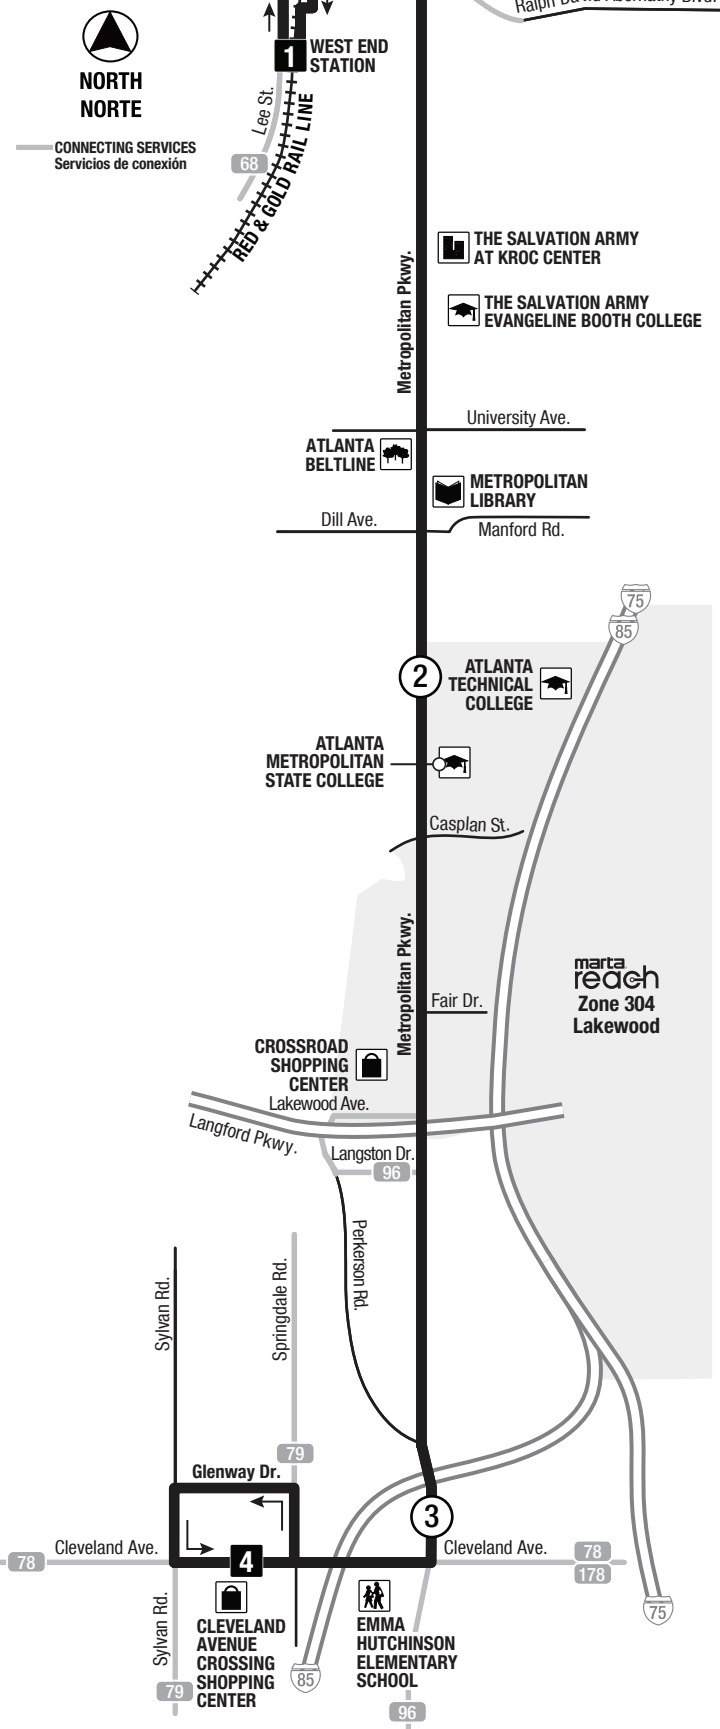 Ralph David Abernathy Blvd.
1
WEST END
STATION
NORTH
NORTE
CONNECTING SERVICES
Servicios de conexión
Lee St.
68
RED & GOLD RAIL LINE
THE SALVATION ARMY
AT KROC CENTER
THE SALVATION ARMY
EVANGELINE BOOTH COLLEGE
Metropolitan Pkwy.
University Ave.
ATLANTA
BELTLINE
METROPOLITAN
LIBRARY
Dill Ave.
Manford Rd.
75
85
2
ATLANTA
TECHNICAL
COLLEGE
ATLANTA
METROPOLITAN
STATE COLLEGE
Casplan St.
Metropolitan Pkwy.
marta
reach
Zone 304
Lakewood
Fair Dr.
CROSSROAD
SHOPPING
CENTER
Lakewood Ave.
Langford Pkwy.
Langston Dr.
96
Perkerson Rd.
Sylvan Rd.
Springdale Rd.
79
Glenway Dr.
3
Cleveland Ave.
78
4
Cleveland Ave.
78
178
75
CLEVELAND
AVENUE
CROSSING
SHOPPING
CENTER
EMMA
HUTCHINSON
ELEMENTARY
SCHOOL
Sylvan Rd.
79
85
96